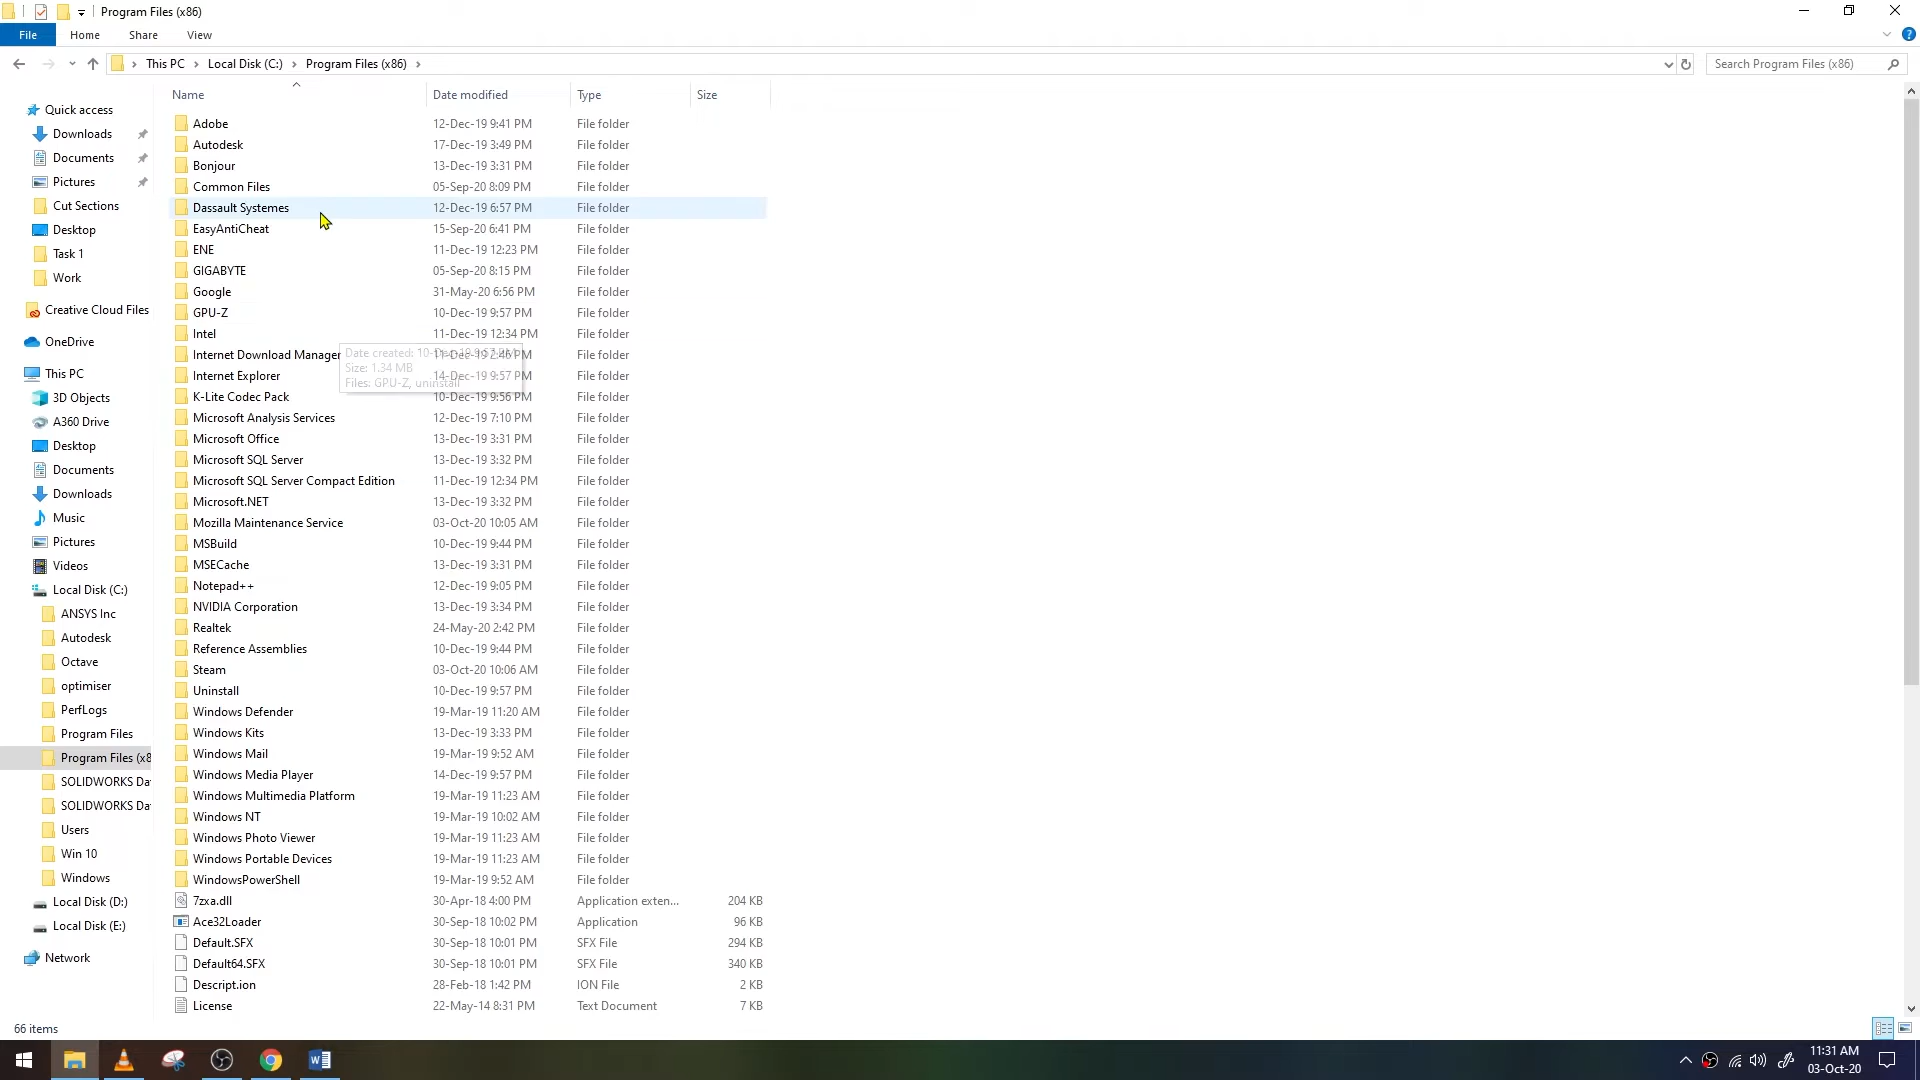 Program Files (x86)
File Home Share View
This PC Local Disk (C:) Program Files (x86)
Search Program Files (x86)
Name Date modified Type Size
Quick access
Downloads
Documents
Pictures
Cut Sections
Desktop
Task 1
Work
Creative Cloud Files
OneDrive
This PC
3D Objects
A360 Drive
Desktop
Documents
Downloads
Music
Pictures
Videos
Local Disk (C:)
ANSYS Inc
Autodesk
Octave
optimiser
PerfLogs
Program Files
Program Files (x8
SOLIDWORKS Da
SOLIDWORKS Da
Users
Win 10
Windows
Local Disk (D:)
Local Disk (E:)
Network
Adobe 12-Dec-19 9:41 PM File folder
Autodesk 17-Dec-19 3:49 PM File folder
Bonjour 13-Dec-19 3:31 PM File folder
Common Files 05-Sep-20 8:09 PM File folder
Dassault Systemes 12-Dec-19 6:57 PM File folder
EasyAntiCheat 15-Sep-20 6:41 PM File folder
ENE 11-Dec-19 12:23 PM File folder
GIGABYTE 05-Sep-20 8:15 PM File folder
Google 31-May-20 6:56 PM File folder
GPU-Z 10-Dec-19 9:57 PM File folder
Intel 11-Dec-19 12:34 PM File folder
Internet Download Manager 11-Dec-19 2:46 PM File folder
Internet Explorer 14-Dec-19 9:57 PM File folder
K-Lite Codec Pack 10-Dec-19 9:56 PM File folder
Date created: 10-Dec-19
Size: 1.34 MB
Files: GPU-Z, uninstall
Microsoft Analysis Services 12-Dec-19 7:10 PM File folder
Microsoft Office 13-Dec-19 3:31 PM File folder
Microsoft SQL Server 13-Dec-19 3:32 PM File folder
Microsoft SQL Server Compact Edition 11-Dec-19 12:34 PM File folder
Microsoft.NET 13-Dec-19 3:32 PM File folder
Mozilla Maintenance Service 03-Oct-20 10:05 AM File folder
MSBuild 10-Dec-19 9:44 PM File folder
MSECache 13-Dec-19 3:31 PM File folder
Notepad++ 12-Dec-19 9:05 PM File folder
NVIDIA Corporation 13-Dec-19 3:34 PM File folder
Realtek 24-May-20 2:42 PM File folder
Reference Assemblies 10-Dec-19 9:44 PM File folder
Steam 03-Oct-20 10:06 AM File folder
Uninstall 10-Dec-19 9:57 PM File folder
Windows Defender 19-Mar-19 11:20 AM File folder
Windows Kits 13-Dec-19 3:33 PM File folder
Windows Mail 19-Mar-19 9:52 AM File folder
Windows Media Player 14-Dec-19 9:57 PM File folder
Windows Multimedia Platform 19-Mar-19 11:23 AM File folder
Windows NT 19-Mar-19 10:02 AM File folder
Windows Photo Viewer 19-Mar-19 11:23 AM File folder
Windows Portable Devices 19-Mar-19 11:23 AM File folder
WindowsPowerShell 19-Mar-19 9:52 AM File folder
7zxa.dll 30-Apr-18 4:00 PM Application exten... 204 KB
Ace32Loader 30-Sep-18 10:02 PM Application 96 KB
Default.SFX 30-Sep-18 10:01 PM SFX File 294 KB
Default64.SFX 30-Sep-18 10:01 PM SFX File 340 KB
Descript.ion 28-Feb-18 1:42 PM ION File 2 KB
License 22-May-14 8:31 PM Text Document 7 KB
66 items
11:31 AM
03-Oct-20